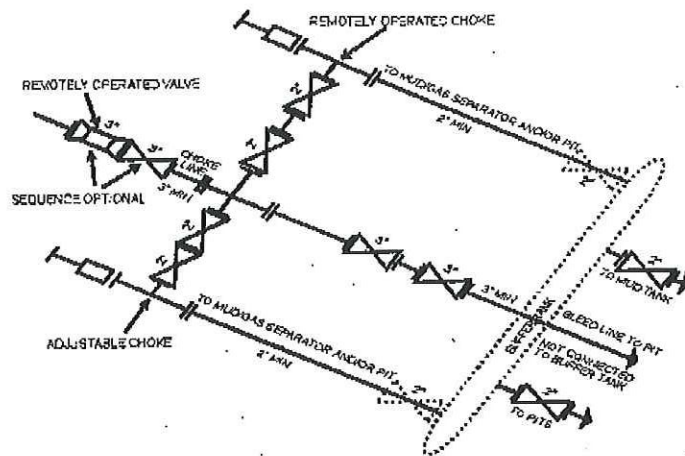 REMOTELY OPERATED CHOKE
REMOTELY OPERATED VALVE
TO MUD/GAS SEPARATOR AND/OR PIT
2" MIN
2"
2"
3"
3"
CHOKE
LINE
3" MIN
SEQUENCE OPTIONAL
2"
2"
2"
3"
3"
3" MIN
2"
TO MUD TANK
BUFFER TANK
BLEED LINE TO PIT
NOT CONNECTED
TO BUFFER TANK
ADJUSTABLE CHOKE
TO MUD/GAS SEPARATOR AND/OR PIT
2" MIN
2"
2"
TO PITS